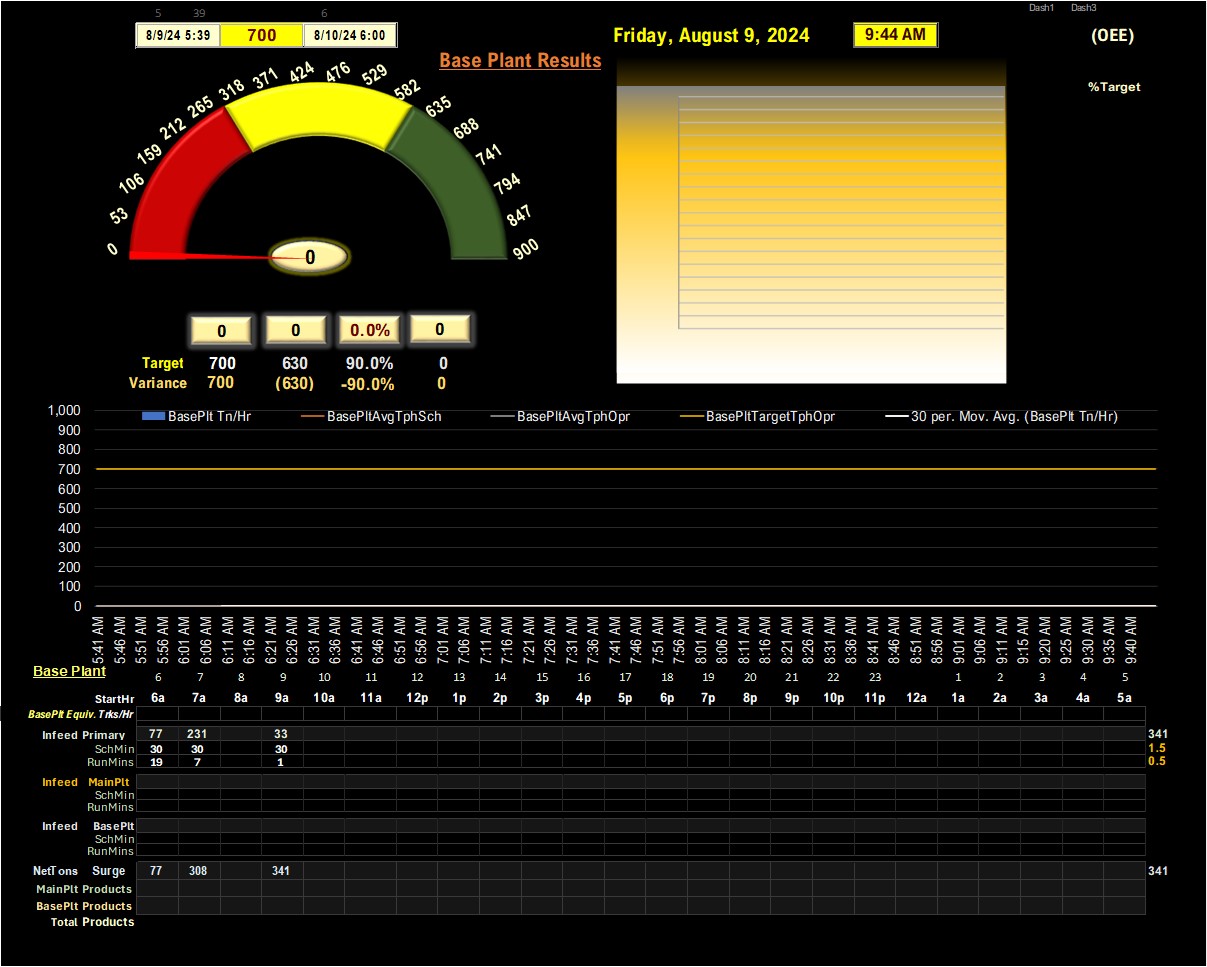 5 39 6 Dash1 Dash3
8/9/24 5:39 700 8/10/24 6:00 Friday, August 9, 2024 9:44 AM (OEE)
Base Plant Results
%Target
0 53 106 159 212 265 318 371 424 476 529 582 635 688 741 794 847 900
0
0 0 0.0% 0
Target 700 630 90.0% 0
Variance 700 (630) -90.0% 0
BasePlt Tn/Hr BasePltAvgTphSch BasePltAvgTphOpr BasePltTargetTphOpr 30 per. Mov. Avg. (BasePlt Tn/Hr)
1,000
900
800
700
600
500
400
300
200
100
0
5:41 AM 5:46 AM 5:51 AM 5:56 AM 6:01 AM 6:06 AM 6:11 AM 6:16 AM 6:21 AM 6:26 AM 6:31 AM 6:36 AM 6:41 AM 6:46 AM 6:51 AM 6:56 AM 7:01 AM 7:06 AM 7:11 AM 7:16 AM 7:21 AM 7:26 AM 7:31 AM 7:36 AM 7:41 AM 7:46 AM 7:51 AM 7:56 AM 8:01 AM 8:06 AM 8:11 AM 8:16 AM 8:21 AM 8:26 AM 8:31 AM 8:36 AM 8:41 AM 8:46 AM 8:51 AM 8:56 AM 9:01 AM 9:06 AM 9:15 AM 9:20 AM 9:25 AM 9:30 AM 9:35 AM 9:40 AM
Base Plant
6 7 8 9 10 11 12 13 14 15 16 17 18 19 20 21 22 23 1 2 3 4 5
StartHr 6a 7a 8a 9a 10a 11a 12p 1p 2p 3p 4p 5p 6p 7p 8p 9p 10p 11p 12a 1a 2a 3a 4a 5a
BasePlt Equiv. Trks/Hr
Infeed Primary 77 231 33 341
SchMin 30 30 30 1.5
RunMins 19 7 1 0.5
Infeed MainPlt
SchMin
RunMins
Infeed BasePlt
SchMin
RunMins
NetTons Surge 77 308 341 341
MainPlt Products
BasePlt Products
Total Products